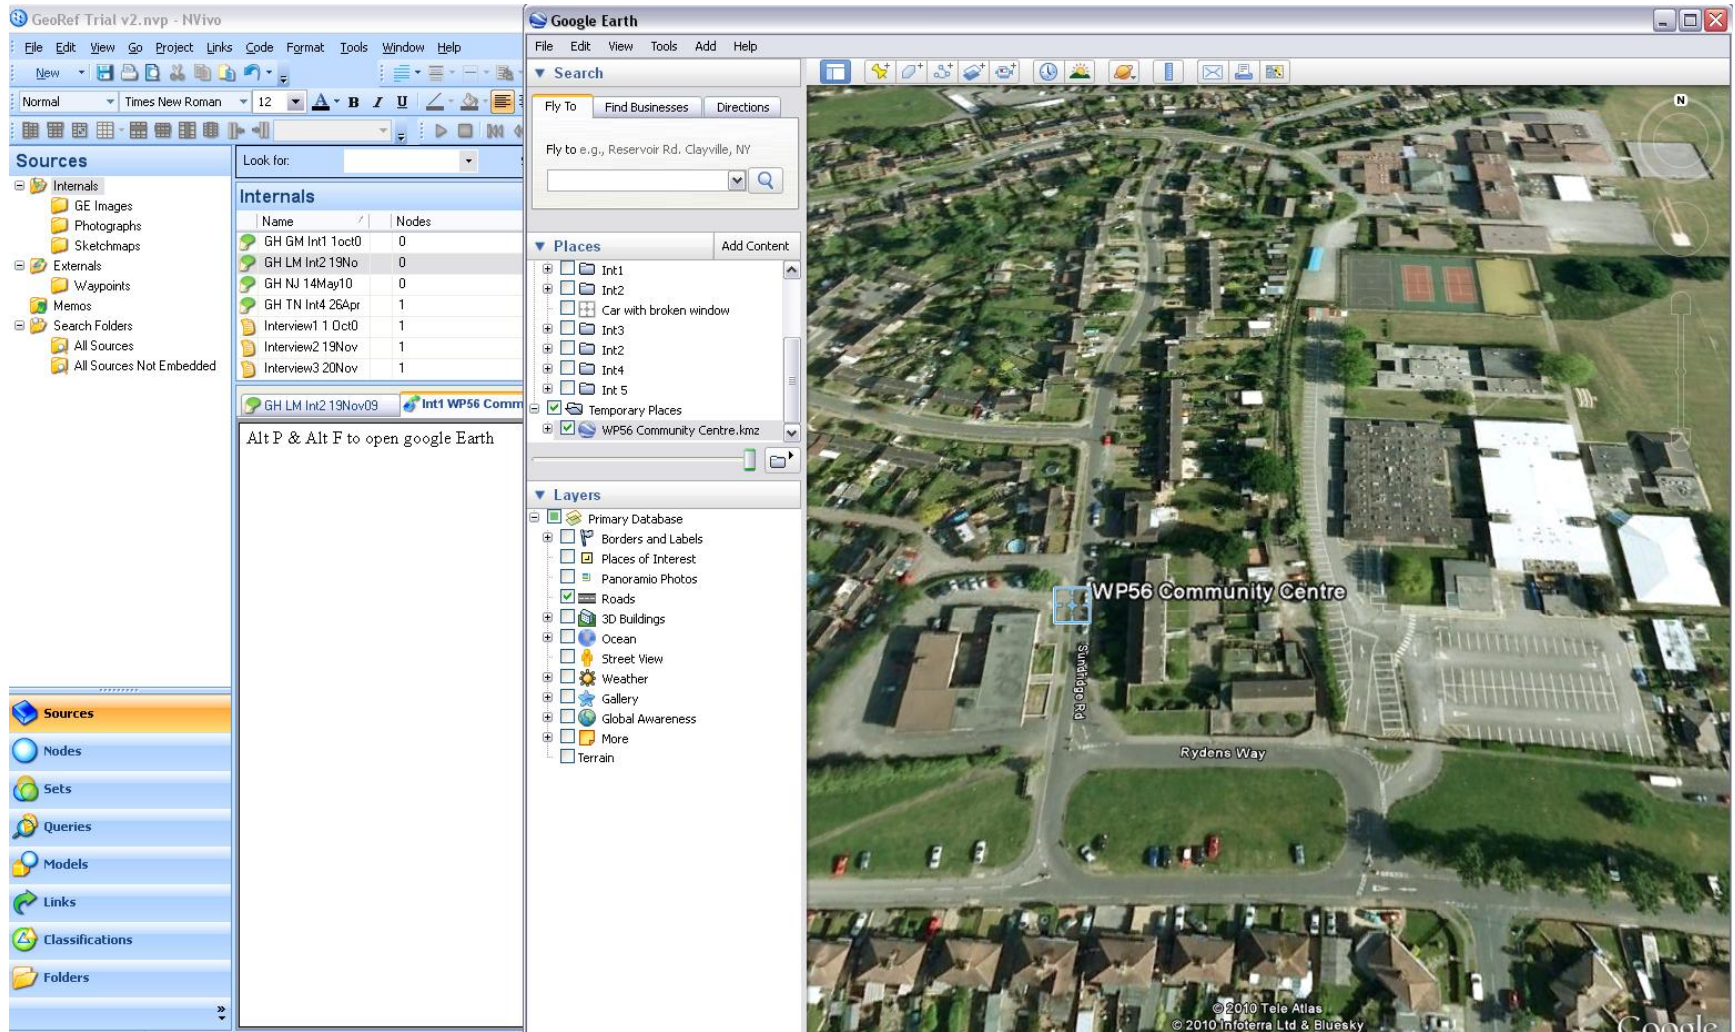 GeoRef Trial v2.nvp - NVivo
File Edit View Go Project Links Code Format Tools Window Help
New
Normal Times New Roman 12 A B I U
Sources
Internals
GE Images
Photographs
Sketchmaps
Externals
Waypoints
Memos
Search Folders
All Sources
All Sources Not Embedded
Sources
Nodes
Sets
Queries
Models
Links
Classifications
Folders
Look for:
Internals
Name Nodes
GH GM Int1 1oct0 0
GH LM Int2 19No 0
GH NJ 14May10 0
GH TN Int4 26Apr 1
Interview1 1 Oct0 1
Interview2 19Nov 1
Interview3 20Nov 1
GH LM Int2 19Nov09 Int1 WP56 Comm
Alt P & Alt F to open google Earth
Google Earth
File Edit View Tools Add Help
Search
Fly To Find Businesses Directions
Fly to e.g., Reservoir Rd. Clayville, NY
Places Add Content
Int1
Int2
Car with broken window
Int3
Int2
Int4
Int 5
Temporary Places
WP56 Community Centre.kmz
Layers
Primary Database
Borders and Labels
Places of Interest
Panoramio Photos
Roads
3D Buildings
Ocean
Street View
Weather
Gallery
Global Awareness
More
Terrain
N
WP56 Community Centre
Sundridge Rd
Rydens Way
© 2010 Tele Atlas
© 2010 Infoterra Ltd & Bluesky
Google